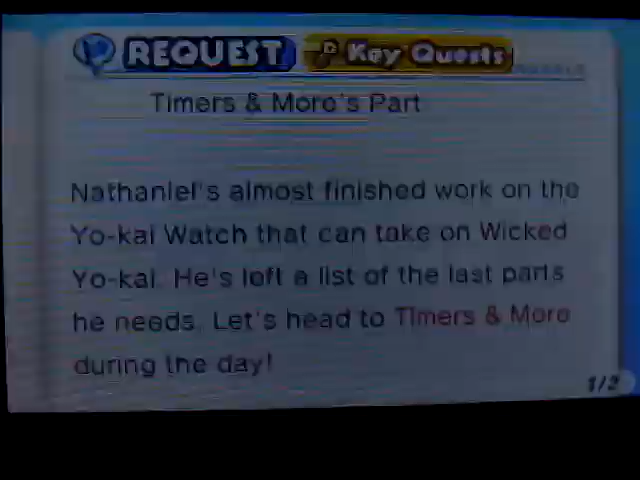 REQUEST Key Quests
Timers & More's Part
Nathaniel's almost finished work on the
Yo-kai Watch that can take on Wicked
Yo-kai. He's left a list of the last parts
he needs. Let's head to Timers & More
during the day!
1/2